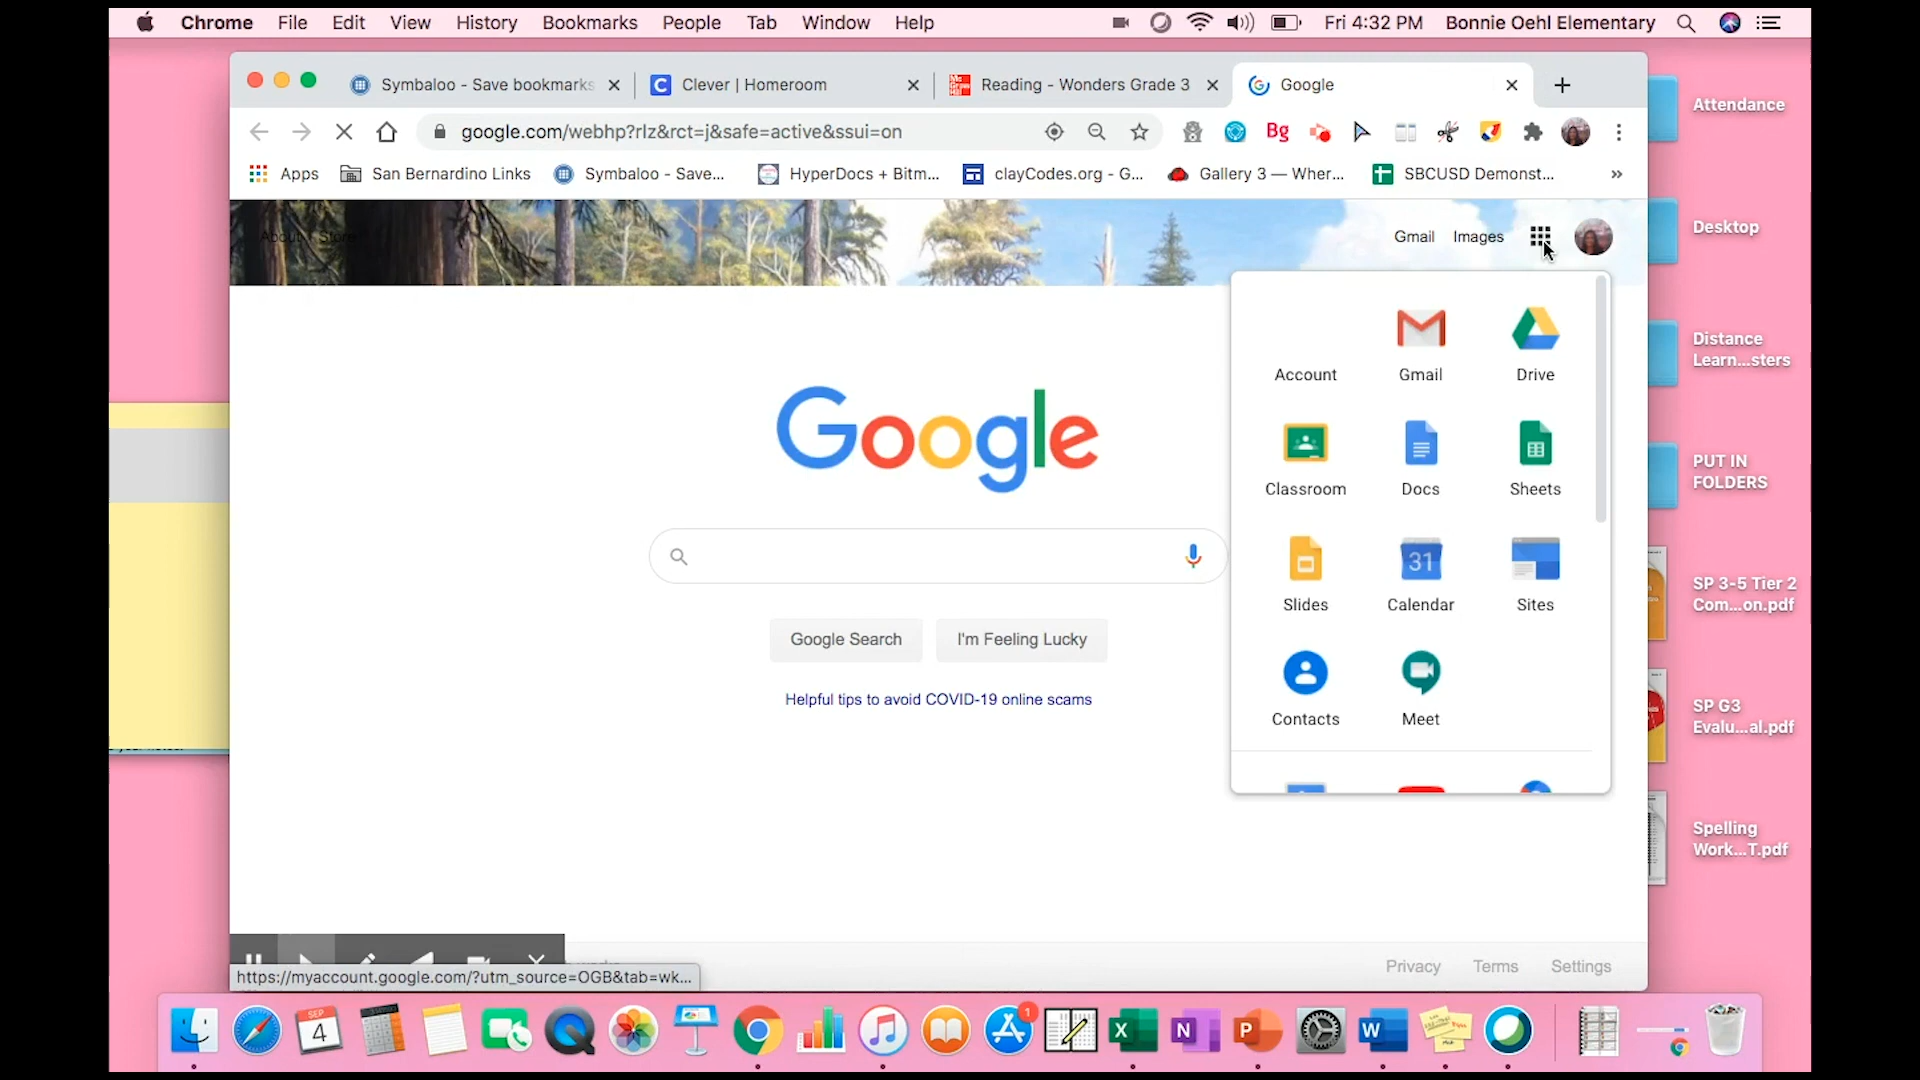 Chrome File Edit View History Bookmarks People Tab Window Help Fri 4:32 PM Bonnie Oehl Elementary
Symbaloo - Save bookmarks Clever | Homeroom Reading - Wonders Grade 3 Google
google.com/webhp?rlz&rct=j&safe=active&ssui=on Bg
Apps San Bernardino Links Symbaloo - Save... HyperDocs + Bitm... clayCodes.org - G... Gallery 3 — Wher... SBCUSD Demonst... »
About Store
Gmail Images
Account Gmail Drive
Classroom Docs Sheets
31
Slides Calendar Sites
Contacts Meet
Google
Google Search I'm Feeling Lucky
Helpful tips to avoid COVID-19 online scams
Privacy Terms Settings
https://myaccount.google.com/?utm_source=OGB&tab=wk...
Attendance
Desktop
Distance
Learn...sters
PUT IN
FOLDERS
SP 3-5 Tier 2
Com...on.pdf
SP G3
Evalu...al.pdf
Spelling
Work...T.pdf
SEP
4
1
X N P W